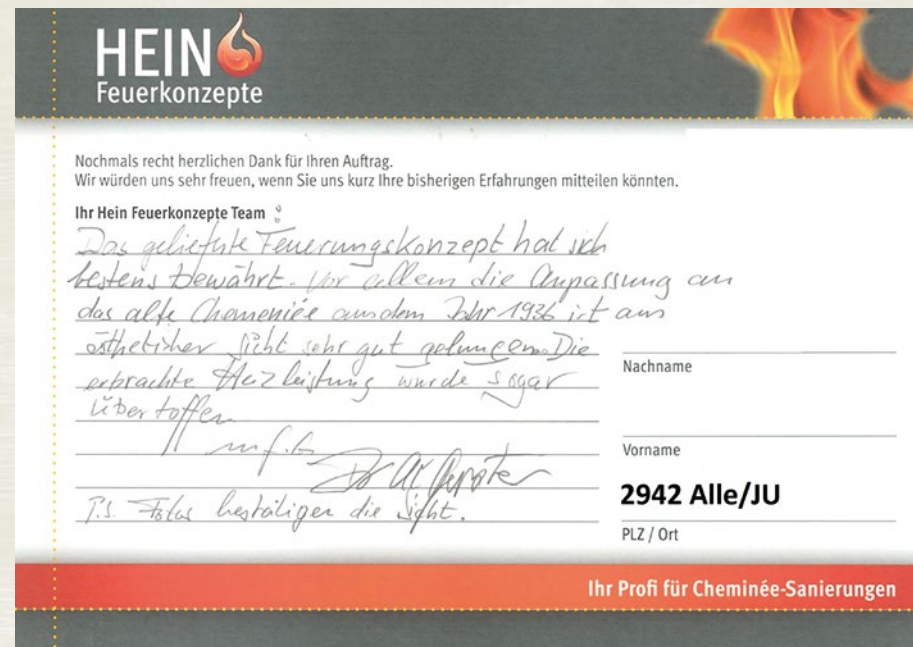 HEIN
Feuerkonzepte
Nochmals recht herzlichen Dank für Ihren Auftrag.
Wir würden uns sehr freuen, wenn Sie uns kurz Ihre bisherigen Erfahrungen mitteilen könnten.
Ihr Hein Feuerkonzepte Team :
Das gelieferte Feuerungskonzept hat sich
bestens bewährt. Vor allem die Anpassung an
das alte Chemeniée aus dem Jahr 1936 ist aus
ästhetischer Sicht sehr gut gelungen. Die
erbrachte Heizleistung wurde sogar
übertoffen
m.f.G
Dr
P.S. Fotos bestätigen die Sicht.
Nachname
Vorname
2942 Alle/JU
PLZ / Ort
Ihr Profi für Cheminée-Sanierungen